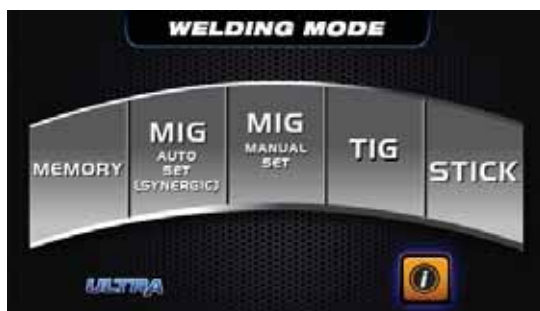 WELDING MODE
MEMORY
MIG
AUTO
SET
(SYNERGIC)
MIG
MANUAL
SET
TIG
STICK
ULTRA
i